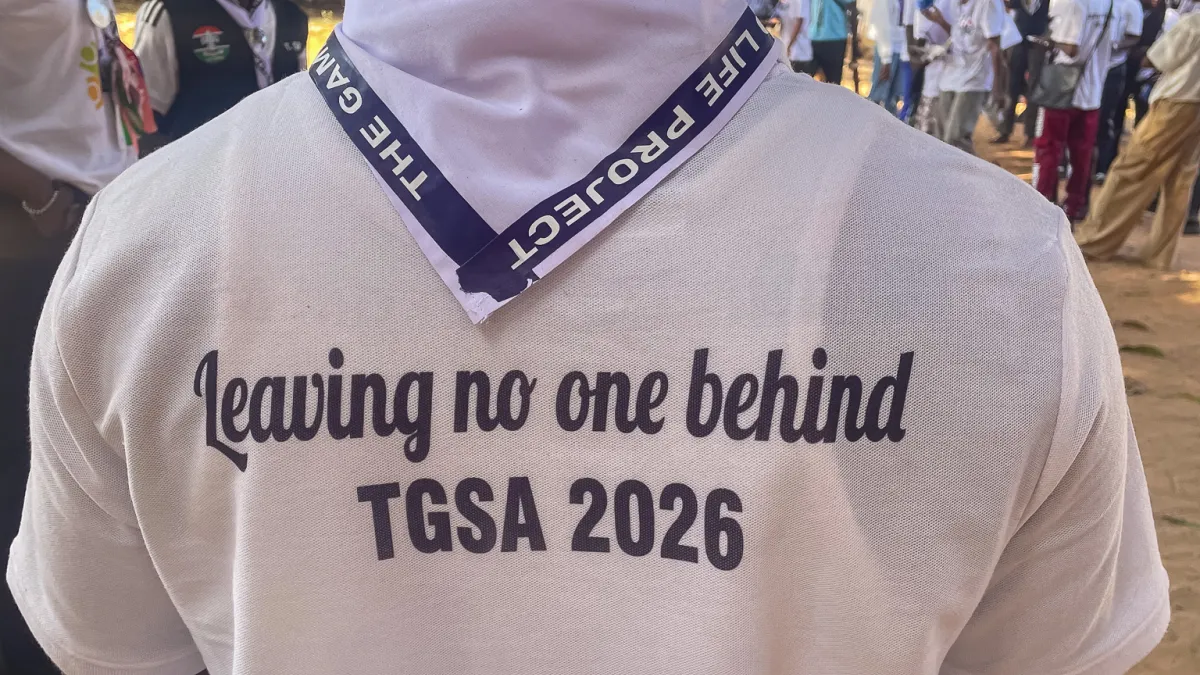 THE GAM
LIFE PROJECT
Leaving no one behind
TGSA 2026